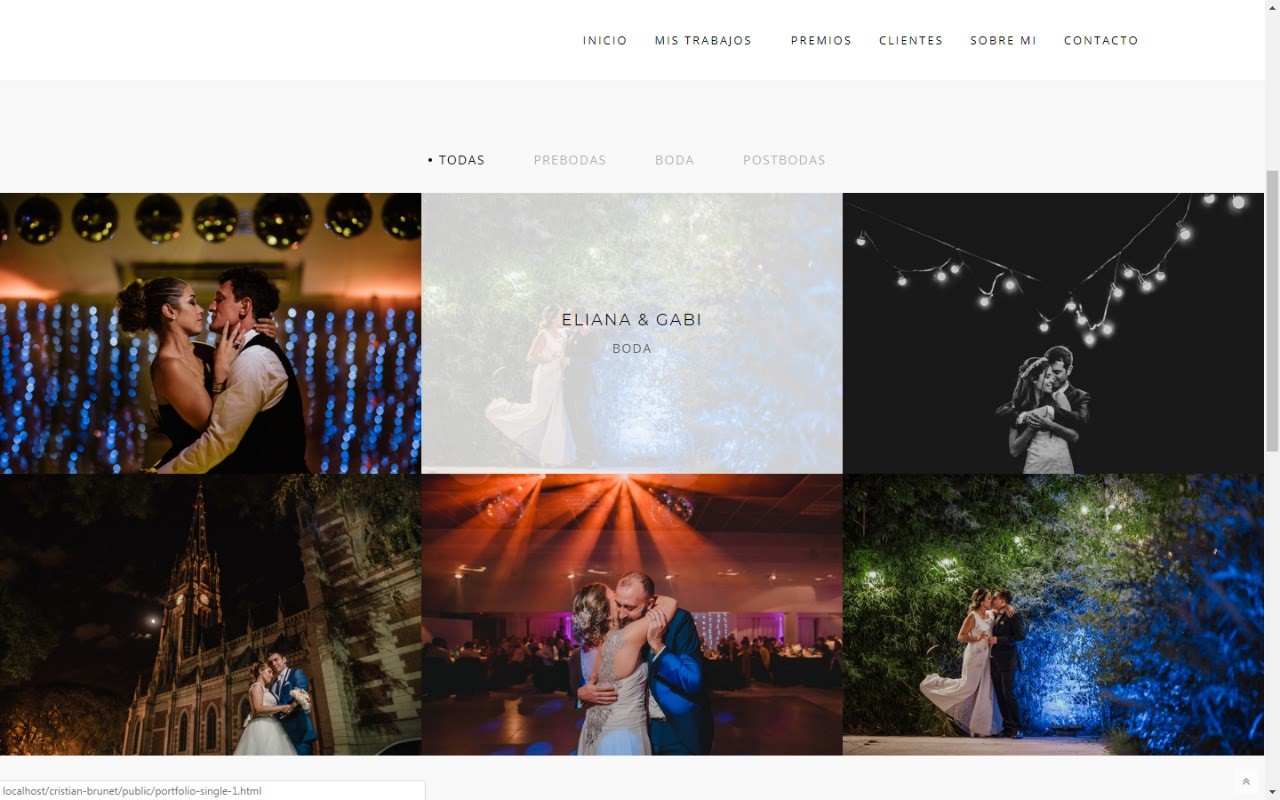 INICIO MIS TRABAJOS PREMIOS CLIENTES SOBRE MI CONTACTO
• TODAS PREBODAS BODA POSTBODAS
ELIANA & GABI
BODA
localhost/cristian-brunet/public/portfolio-single-1.html